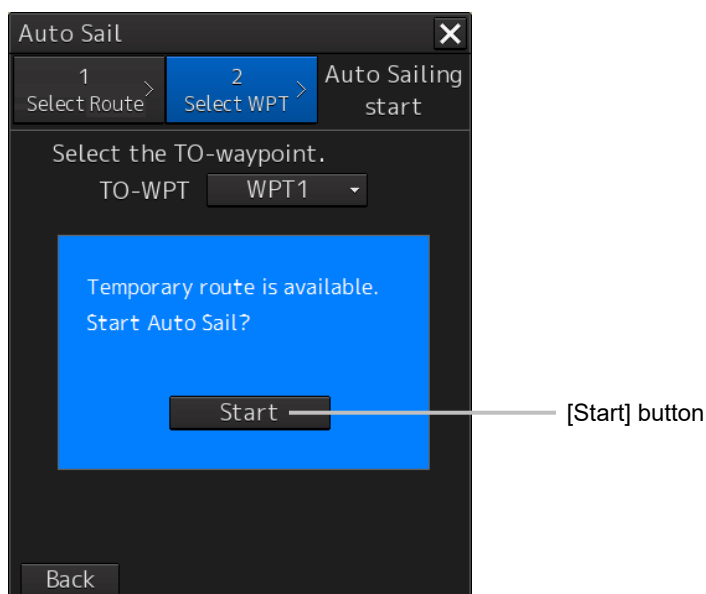 Auto Sail
1
Select Route
2
Select WPT
Auto Sailing
start
Select the TO-waypoint.
TO-WPT WPT1
Temporary route is available.
Start Auto Sail?
Start
[Start] button
Back